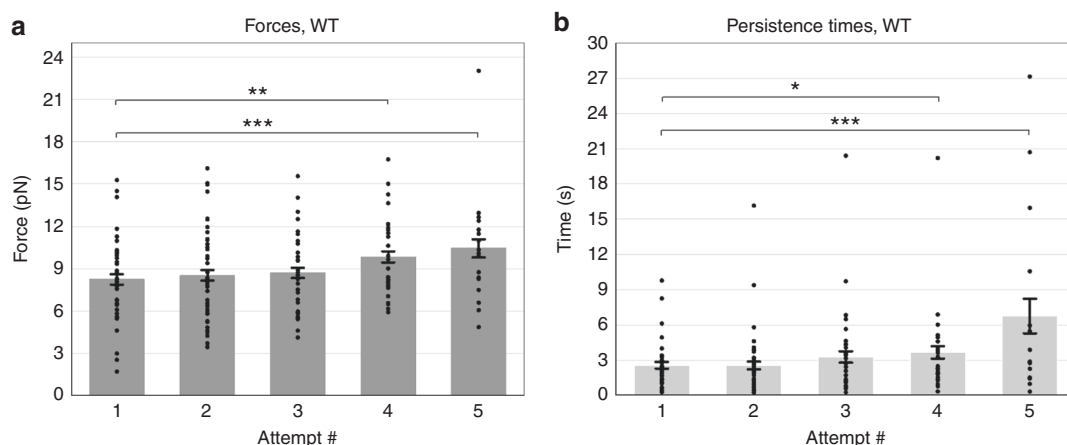 a
Forces, WT
24
21
18
15
12
9
6
3
0
Force (pN)
**
***
1 2 3 4 5
Attempt #
b
Persistence times, WT
30
27
24
21
18
15
12
9
6
3
0
Time (s)
*
***
1 2 3 4 5
Attempt #